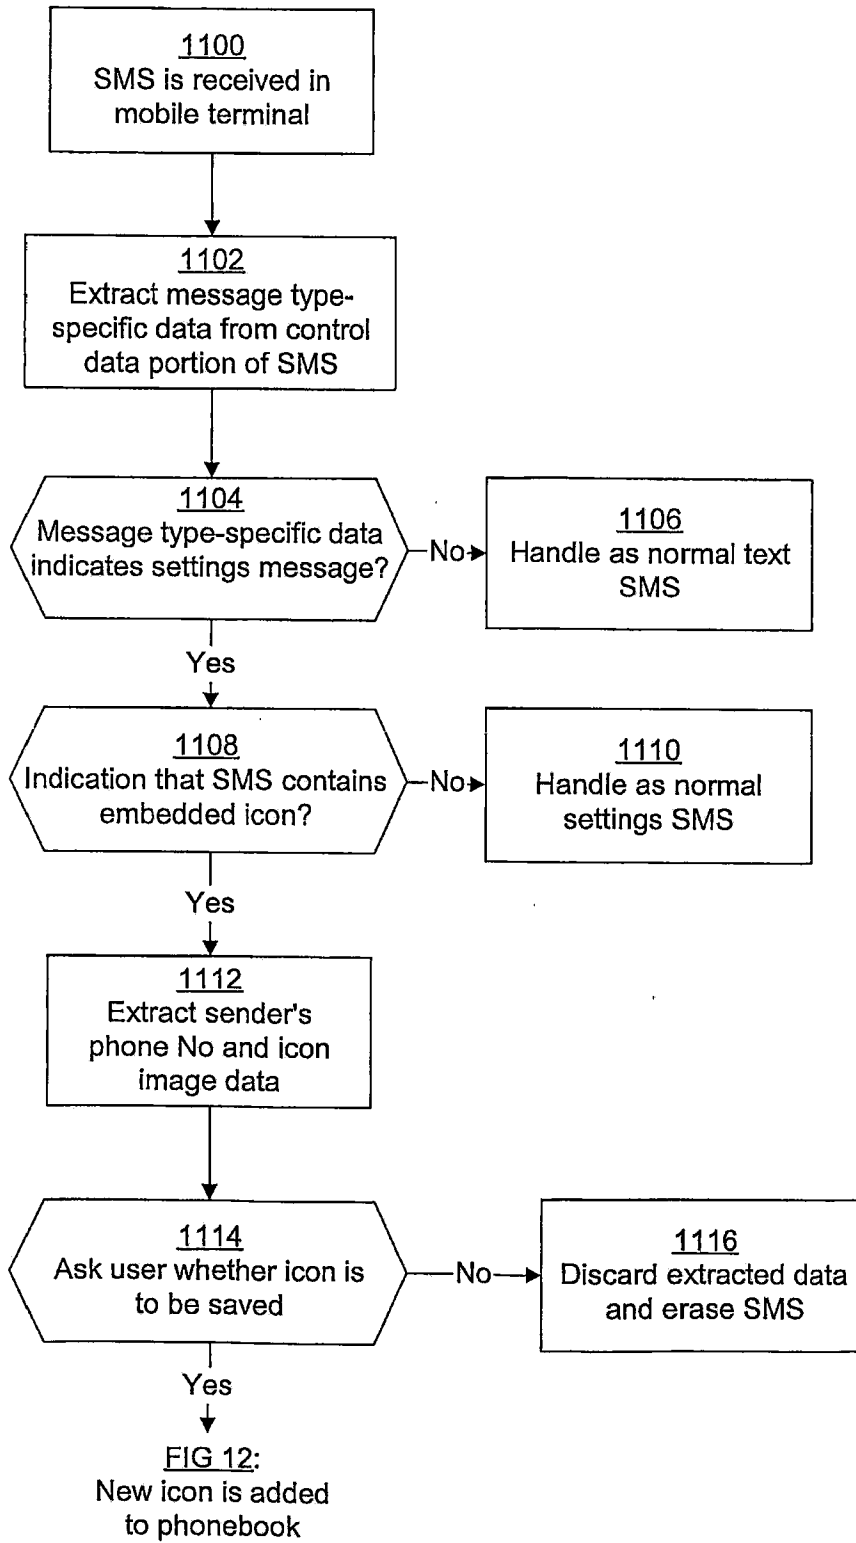 1100
SMS is received in
mobile terminal
1102
Extract message type-
specific data from control
data portion of SMS
1104
Message type-specific data
indicates settings message?
No
1106
Handle as normal text
SMS
Yes
1108
Indication that SMS contains
embedded icon?
No
1110
Handle as normal
settings SMS
Yes
1112
Extract sender's
phone No and icon
image data
1114
Ask user whether icon is
to be saved
No
1116
Discard extracted data
and erase SMS
Yes
FIG 12:
New icon is added
to phonebook